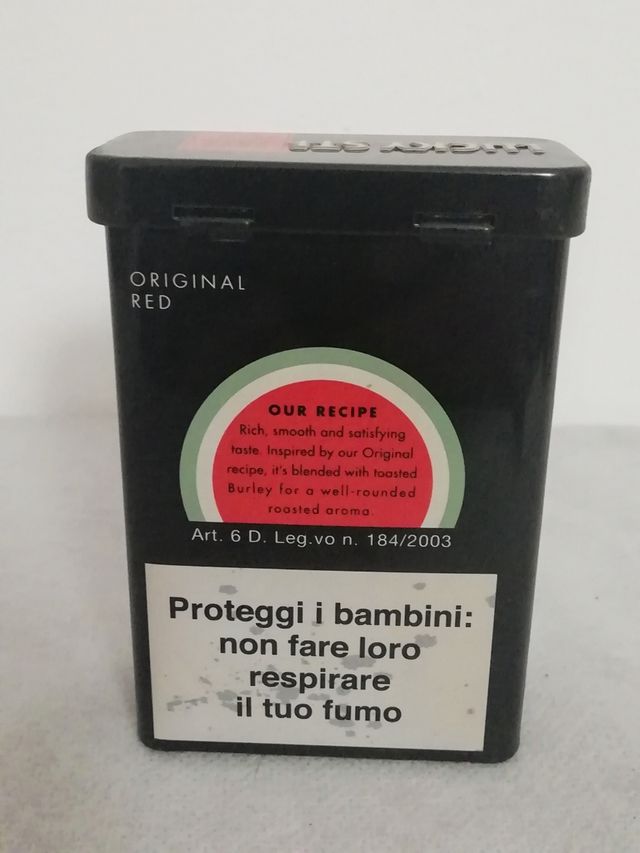 LUCKY STR
ORIGINAL
RED
OUR RECIPE
Rich, smooth and satisfying
taste. Inspired by our Original
recipe, it's blended with toasted
Burley for a well-rounded
roasted aroma.
Art. 6 D. Leg.vo n. 184/2003
Proteggi i bambini:
non fare loro
respirare
il tuo fumo